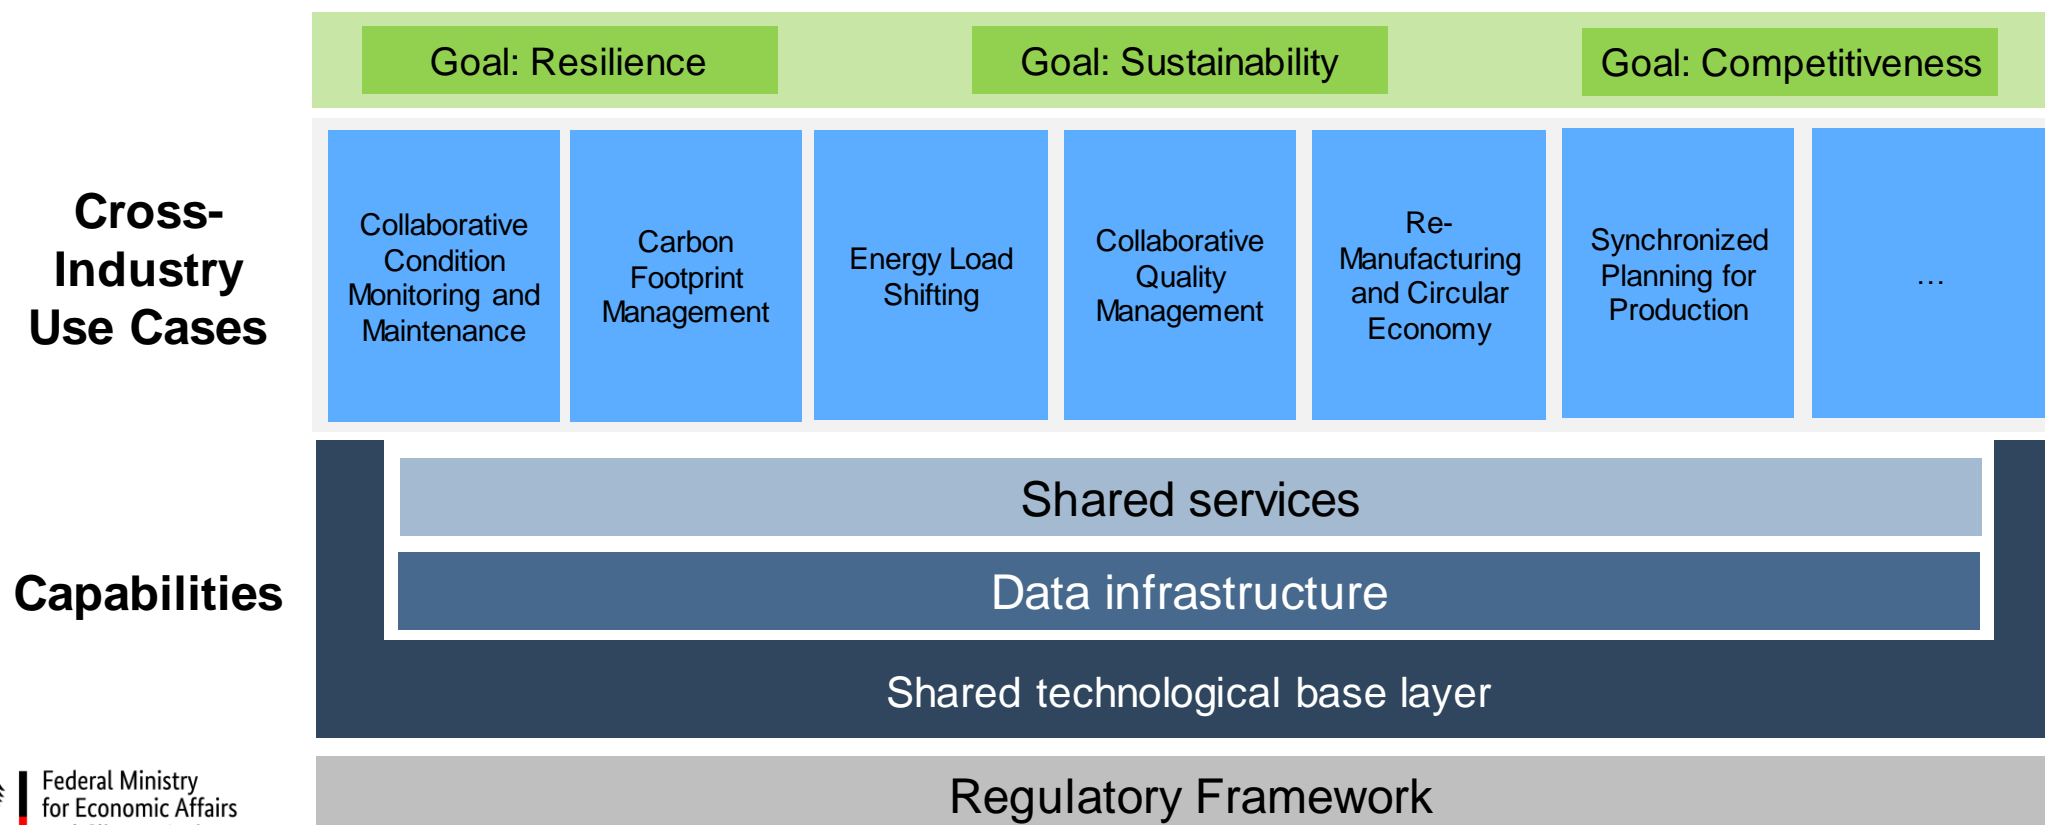 Goal: Resilience
Goal: Sustainability
Goal: Competitiveness
Cross-
Industry
Use Cases
Collaborative
Condition
Monitoring and
Maintenance
Carbon
Footprint
Management
Energy Load
Shifting
Collaborative
Quality
Management
Re-
Manufacturing
and Circular
Economy
Synchronized
Planning for
Production
...
Capabilities
Shared services
Data infrastructure
Shared technological base layer
Federal Ministry
for Economic Affairs
Regulatory Framework